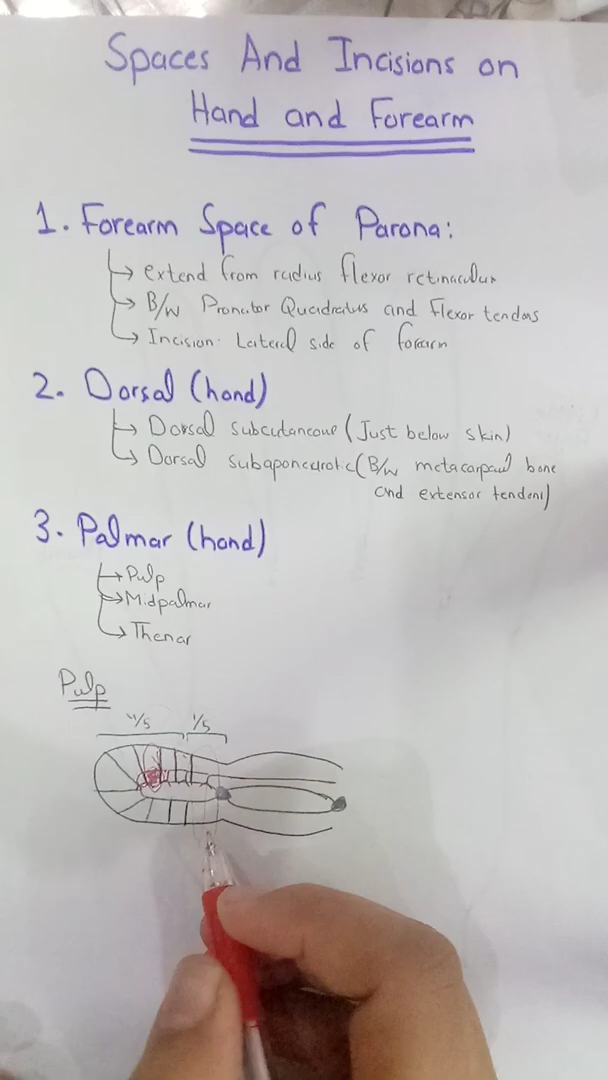 Spaces And Incisions on
Hand and Forearm
1. Forearm Space of Parona:
extend from radius flexor retinaculum
B/W Pronator Quadratus and Flexor tendons
Incision: Lateral side of forearm
2. Dorsal (hand)
Dorsal subcutaneous (Just below skin)
Dorsal subaponeurotic (B/w metacarpal bone
and extensor tendons)
3. Palmar (hand)
Pulp
Midpalmar
Thenar
Pulp
4/5 1/5